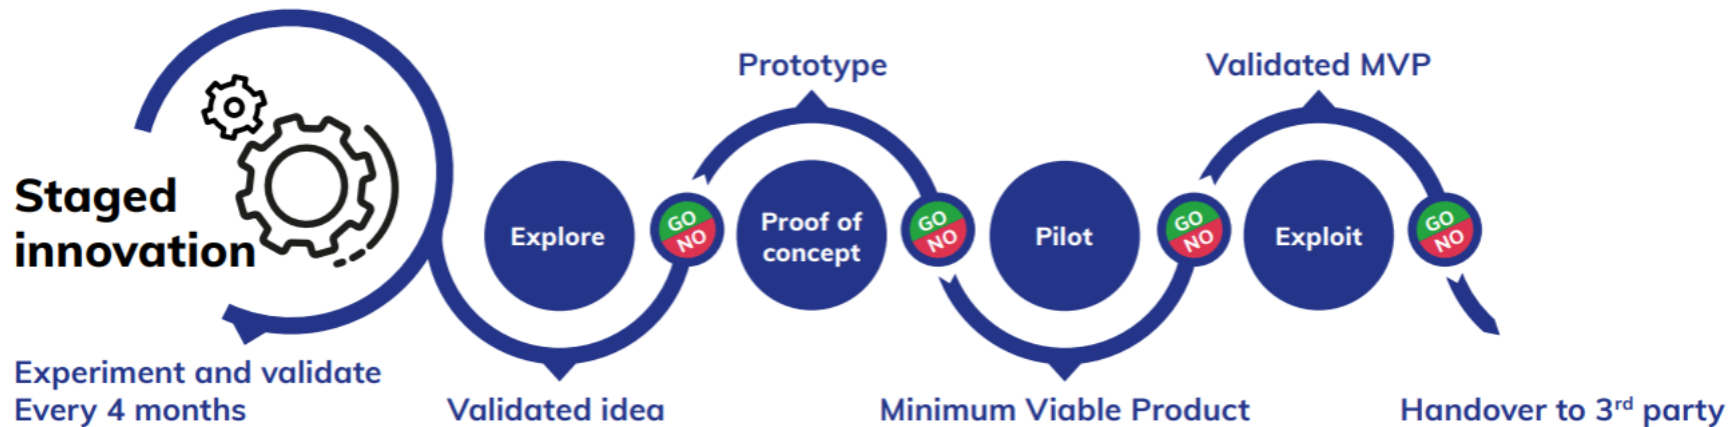 Prototype
Validated MVP
Staged
innovation
Explore
GO
NO
Proof of
concept
GO
NO
Pilot
GO
NO
Exploit
GO
NO
Experiment and validate
Every 4 months
Validated idea
Minimum Viable Product
Handover to 3rd party